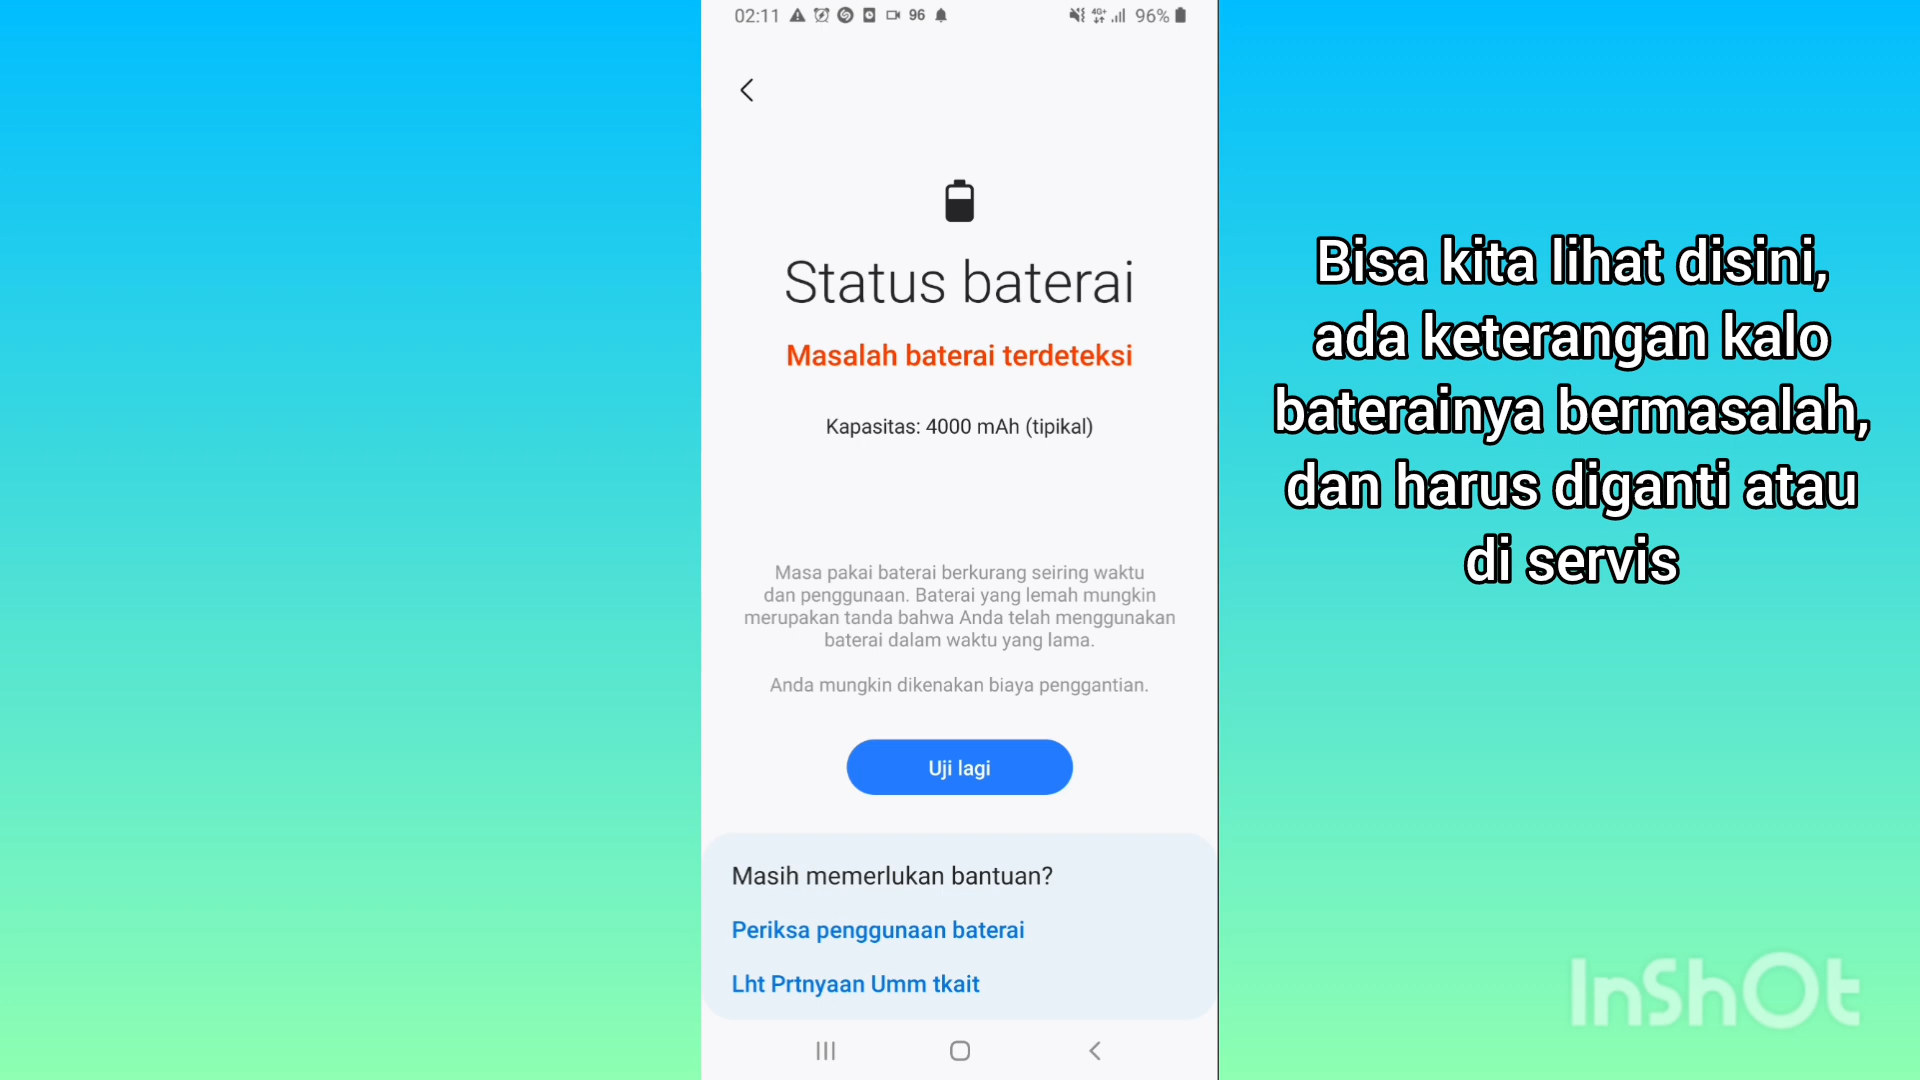 02:11
96
4G+
96%
Status baterai
Masalah baterai terdeteksi
Kapasitas: 4000 mAh (tipikal)
Masa pakai baterai berkurang seiring waktu
dan penggunaan. Baterai yang lemah mungkin
merupakan tanda bahwa Anda telah menggunakan
baterai dalam waktu yang lama.
Anda mungkin dikenakan biaya penggantian.
Uji lagi
Masih memerlukan bantuan?
Periksa penggunaan baterai
Lht Prtnyaan Umm tkait
Bisa kita lihat disini,
ada keterangan kalo
baterainya bermasalah,
dan harus diganti atau
di servis
InShOt